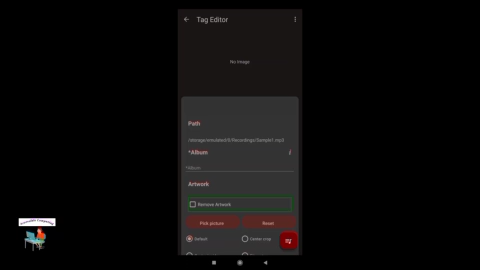 Tag Editor
No Image
Path
/storage/emulated/0/Recordings/Sample1.mp3
*Album
i
*Album
Artwork
Remove Artwork
Pick picture
Reset
Default
Center crop